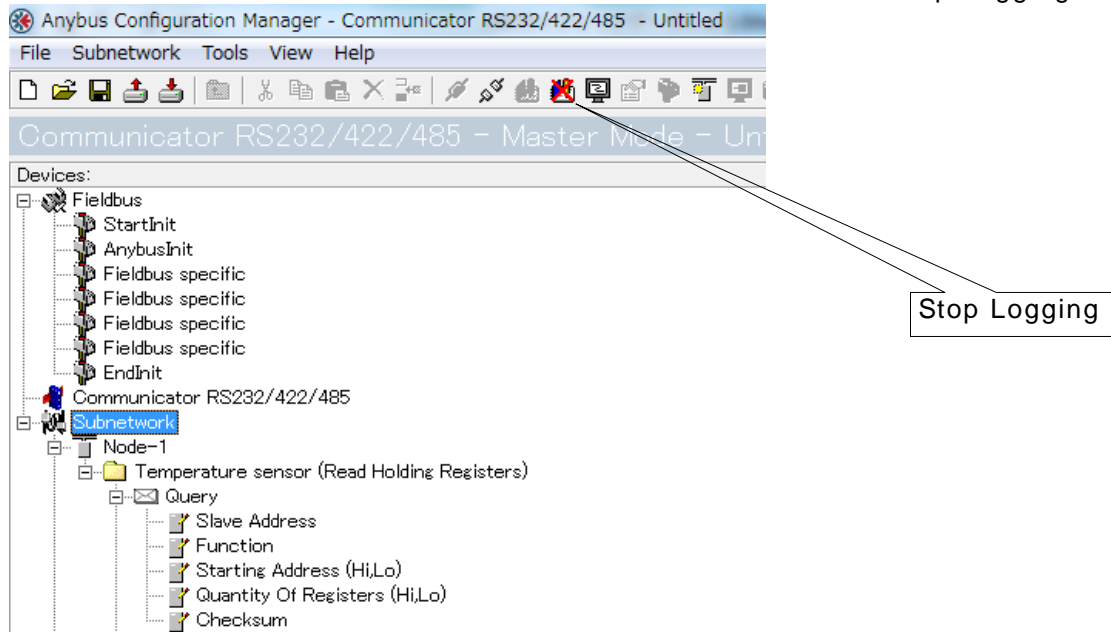 Anybus Configuration Manager - Communicator RS232/422/485 - Untitled
File Subnetwork Tools View Help
Communicator RS232/422/485 - Master Mode - Un
Devices:
Fieldbus
StartInit
AnybusInit
Fieldbus specific
Fieldbus specific
Fieldbus specific
Fieldbus specific
EndInit
Communicator RS232/422/485
Stop Logging
Subnetwork
Node-1
Temperature sensor (Read Holding Registers)
Query
Slave Address
Function
Starting Address (Hi,Lo)
Quantity Of Registers (Hi,Lo)
Checksum